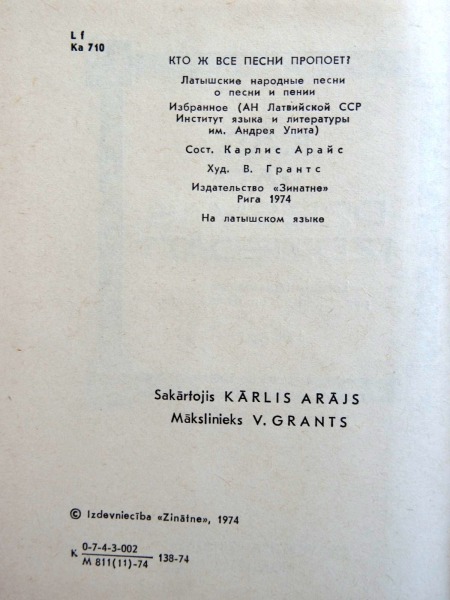 L f
Ka 710
КТО Ж ВСЕ ПЕСНИ ПРОПОЕТ?
Латышские народные песни
о песни и пении
Избранное (АН Латвийской ССР
Институт языка и литературы
им. Андрея Упита)
Сост. Карлис Арайс
Худ. В. Грантс
Издательство «Зинатне»
Рига 1974
На латышском языке
Sakārtojis KĀRLIS ARĀJS
Mākslinieks V. GRANTS
© Izdevniecība «Zinātne», 1974
0-7-4-3-002
К 138-74
М 811(11)-74